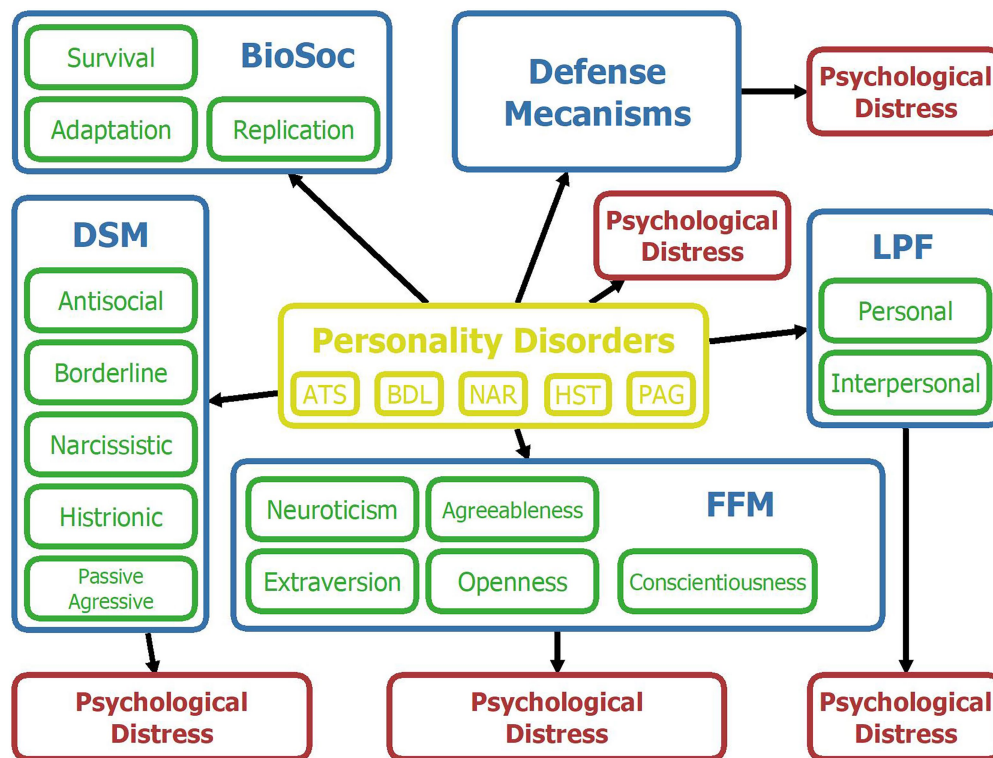 BioSoc
Survival
Adaptation
Replication
Defense
Mecanisms
Psychological
Distress
DSM
Antisocial
Borderline
Narcissistic
Histrionic
Passive
Agressive
Psychological
Distress
LPF
Personal
Interpersonal
Personality Disorders
ATS BDL NAR HST PAG
FFM
Neuroticism
Agreeableness
Extraversion
Openness
Conscientiousness
Psychological
Distress
Psychological
Distress
Psychological
Distress